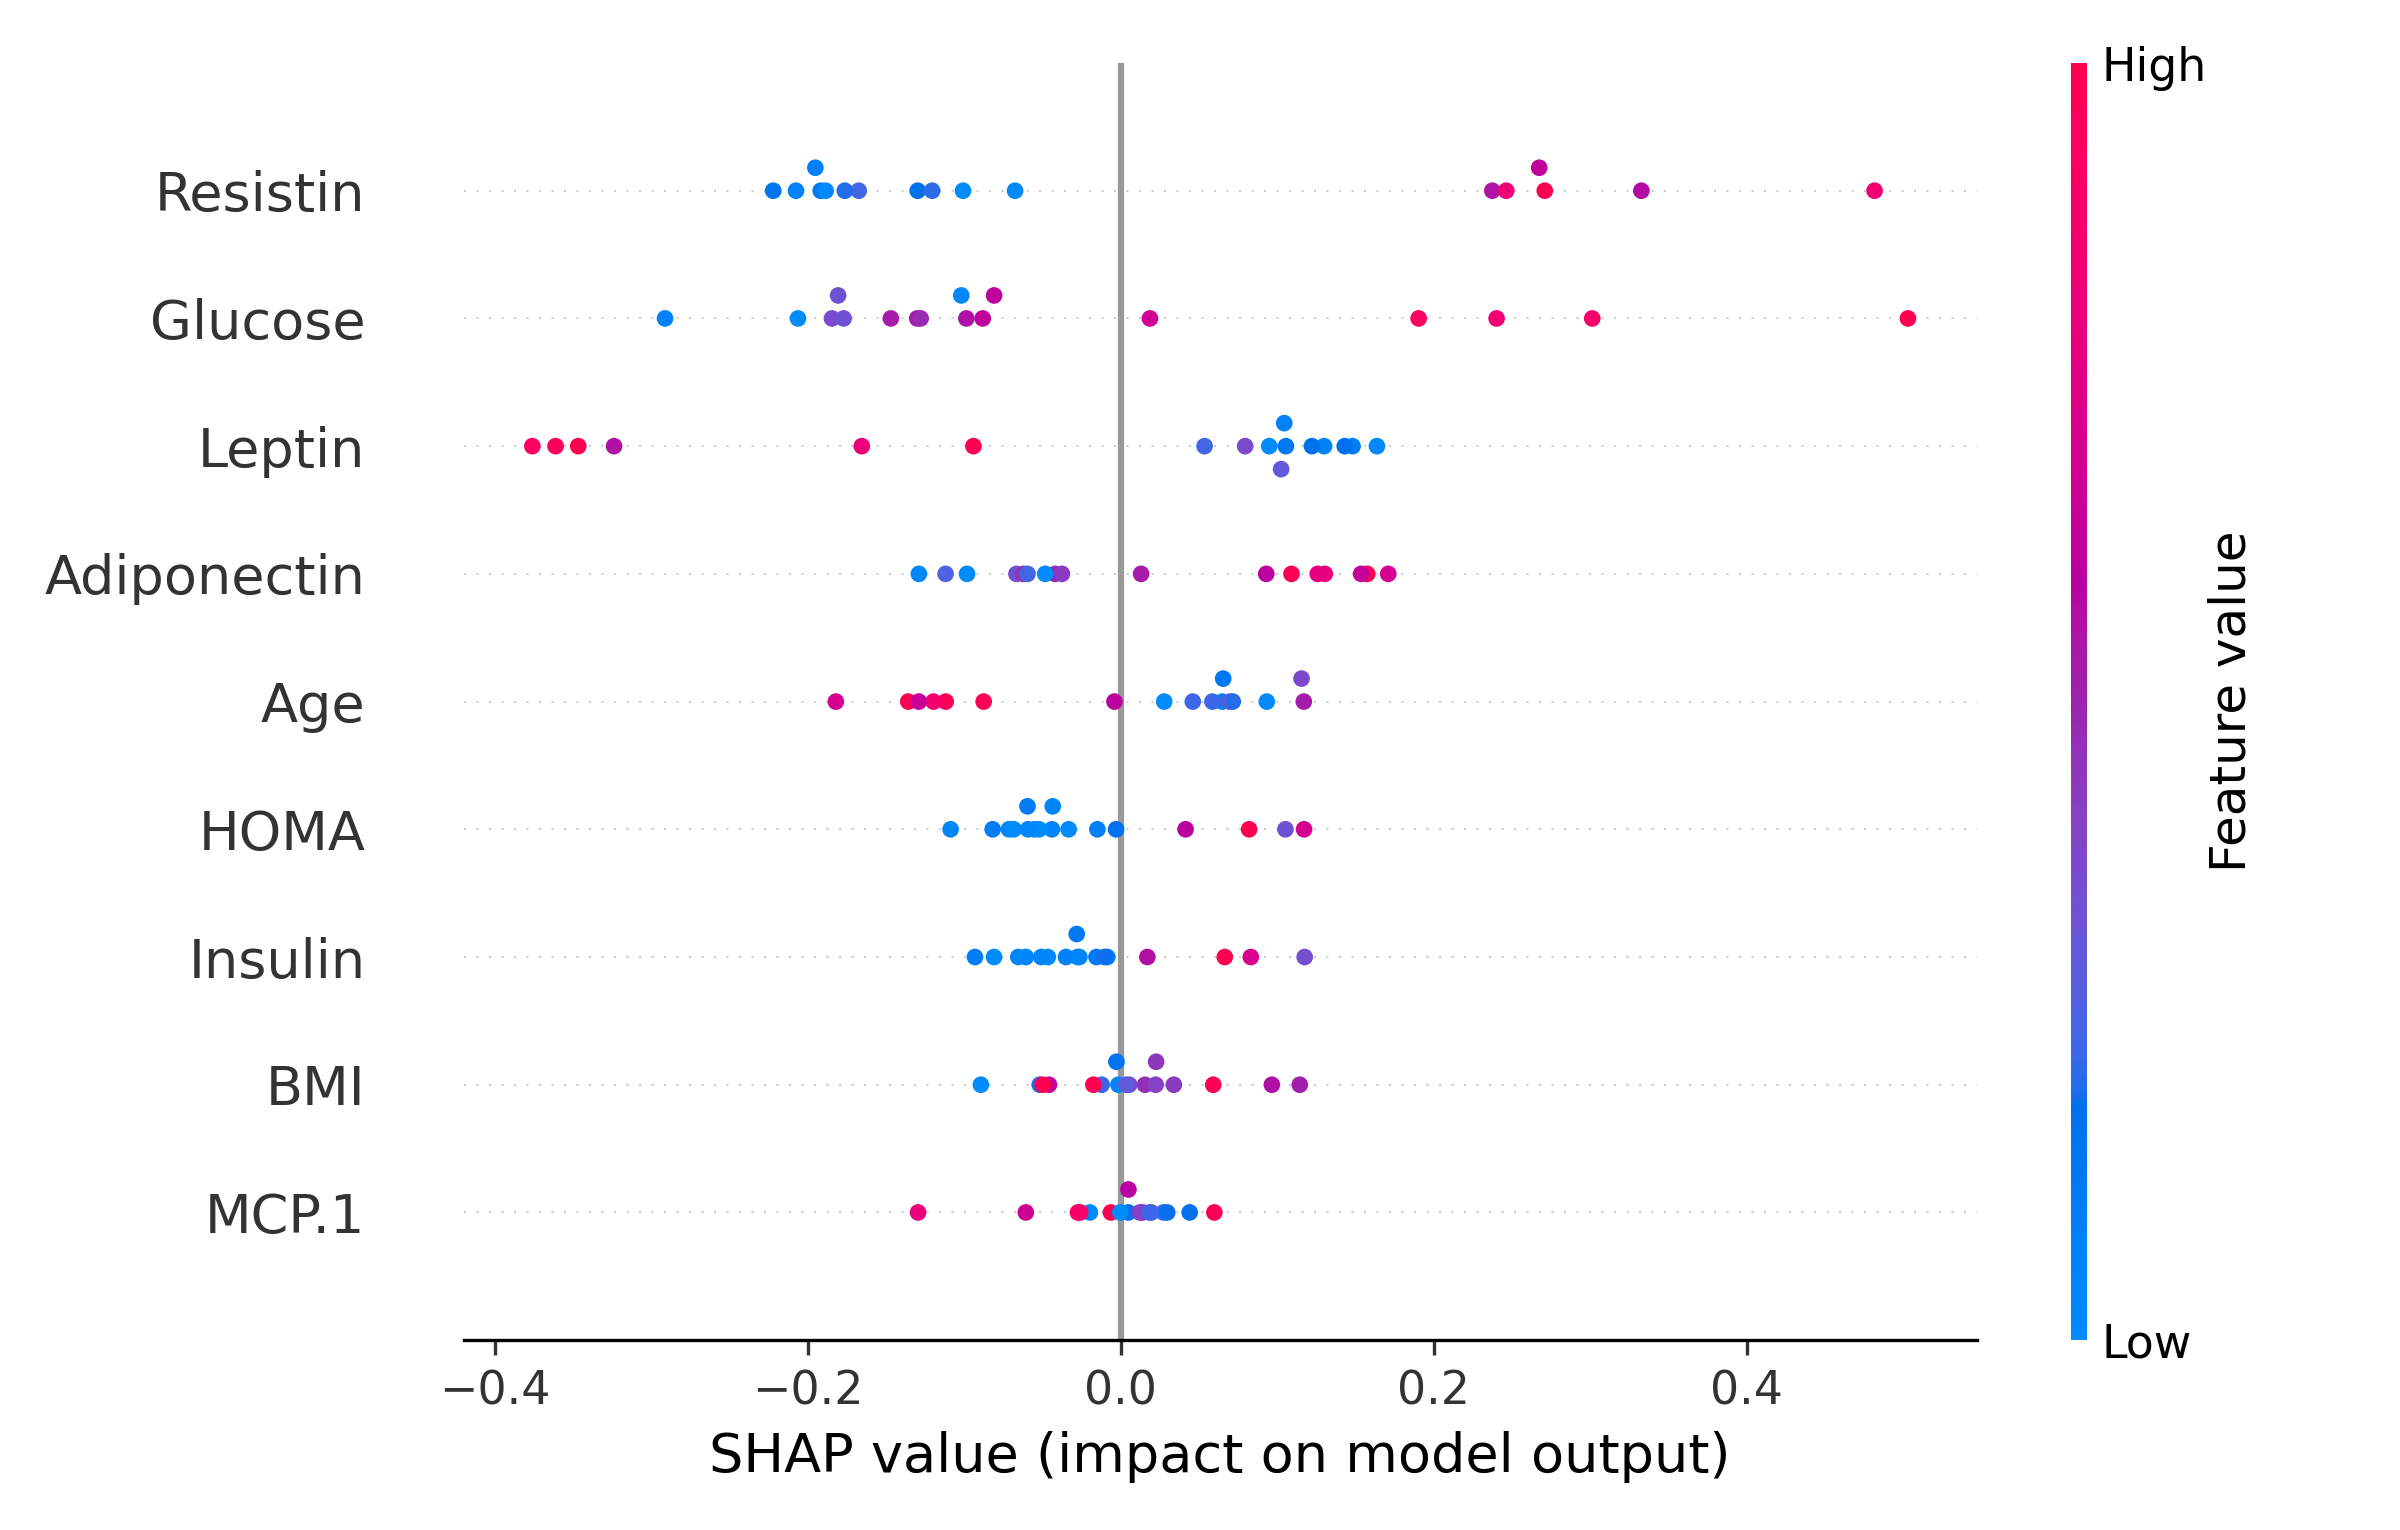 High
Resistin
Glucose
Leptin
Adiponectin
Age
HOMA
Insulin
BMI
MCP.1
Feature value
Low
−0.4 −0.2 0.0 0.2 0.4
SHAP value (impact on model output)